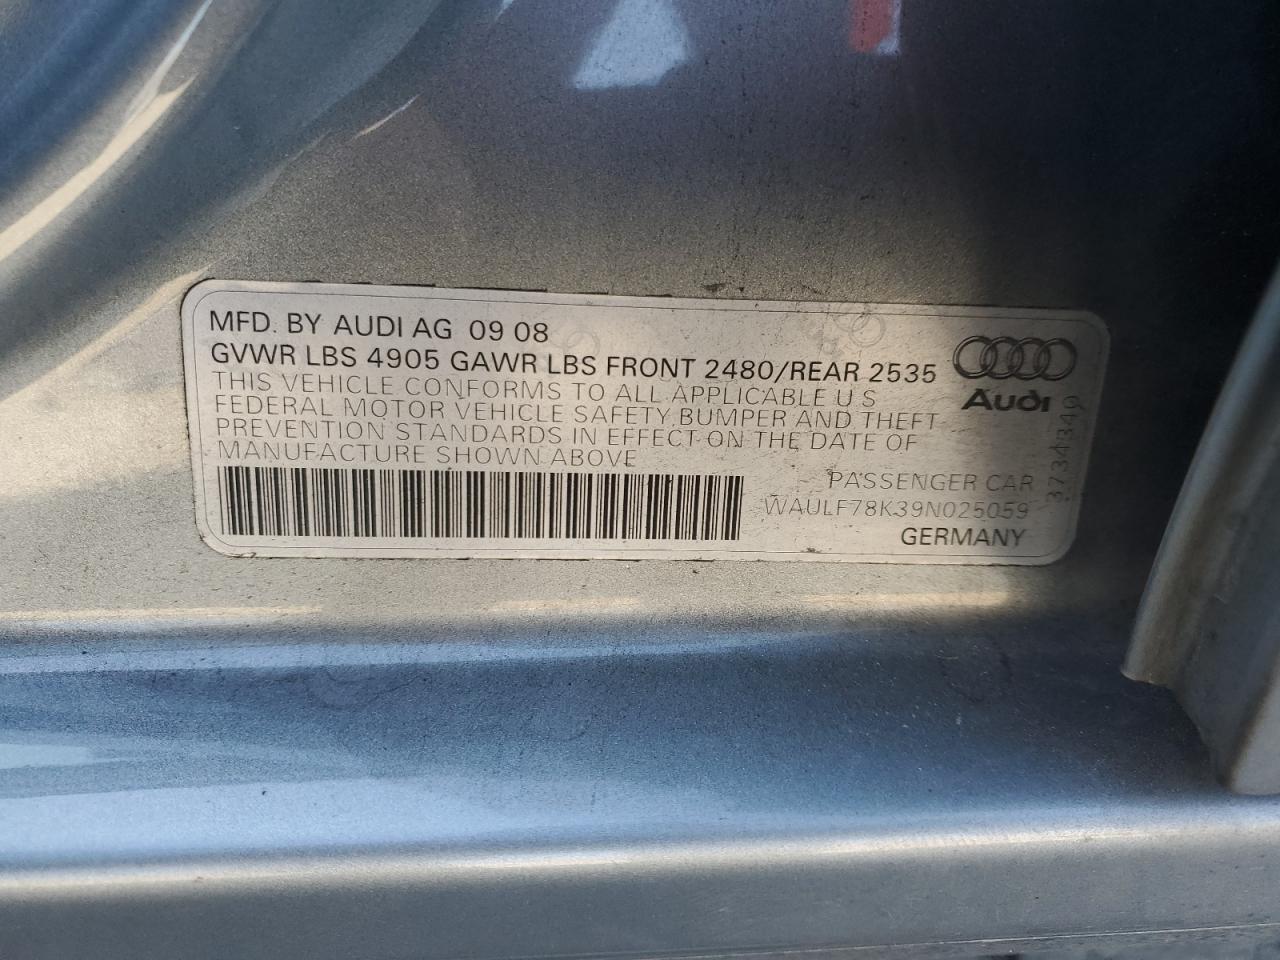 MFD. BY AUDI AG 09 08
GVWR LBS 4905 GAWR LBS FRONT 2480/REAR 2535
THIS VEHICLE CONFORMS TO ALL APPLICABLE U S
FEDERAL MOTOR VEHICLE SAFETY, BUMPER AND THEFT
PREVENTION STANDARDS IN EFFECT ON THE DATE OF
MANUFACTURE SHOWN ABOVE
Audi
PASSENGER CAR
WAULF78K39N025059
GERMANY
37343349